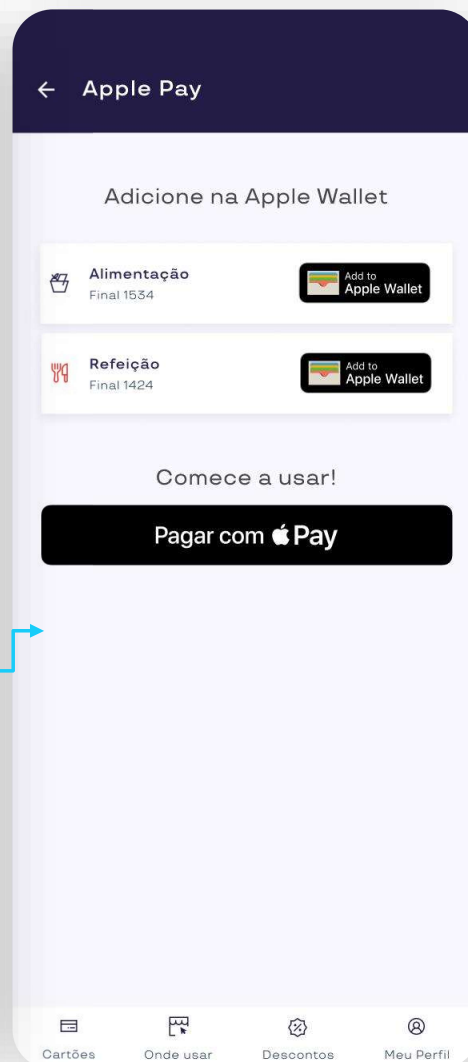 Apple Pay
Adicione na Apple Wallet
Alimentação
Final 1534
Add to
Apple Wallet
Refeição
Final 1424
Add to
Apple Wallet
Comece a usar!
Pagar com Pay
Cartões
Onde usar
Descontos
Meu Perfil